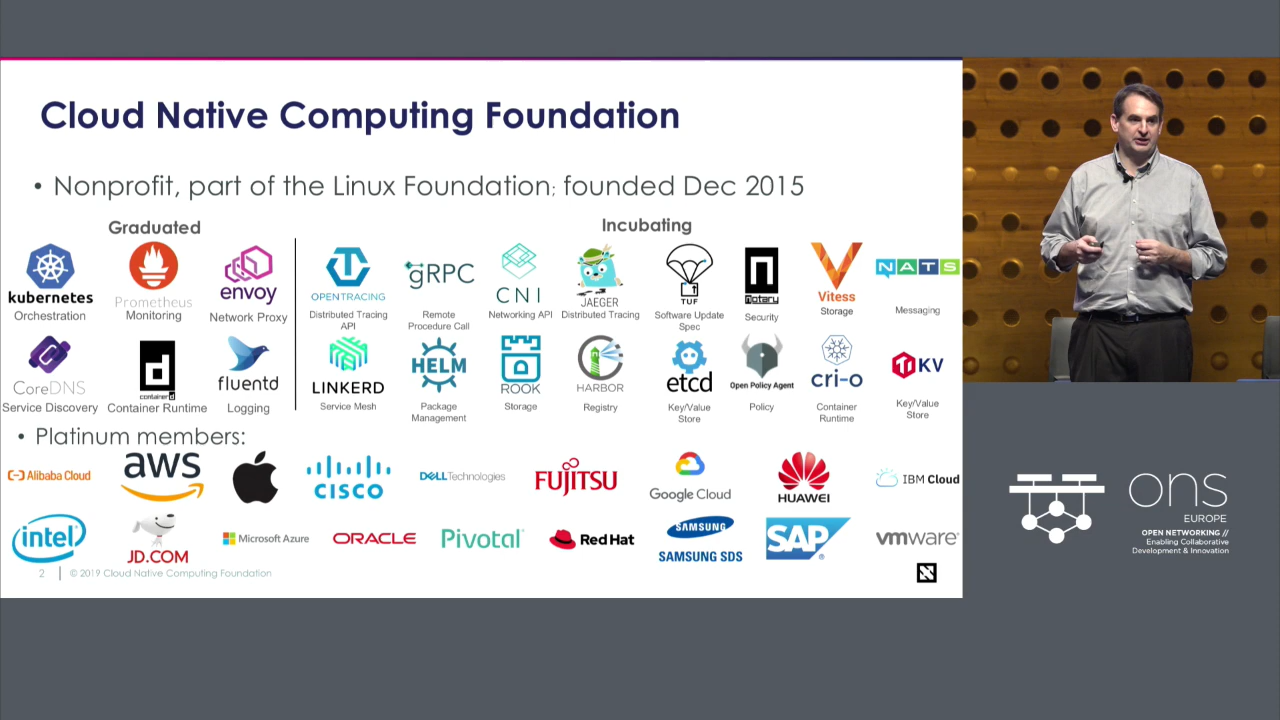 Cloud Native Computing Foundation
• Nonprofit, part of the Linux Foundation; founded Dec 2015
Graduated
Incubating
kubernetes
Orchestration
Prometheus
Monitoring
envoy
Network Proxy
OPENTRACING
Distributed Tracing
API
gRPC
Remote
Procedure Call
CNI
Networking API
JAEGER
Distributed Tracing
TUF
Software Update
Spec
n
Notary
Security
Vitess
Storage
NATS
Messaging
CoreDNS
Service Discovery
d
containerd
Container Runtime
fluentd
Logging
LINKERD
Service Mesh
HELM
Package
Management
ROOK
Storage
HARBOR
Registry
etcd
Key/Value
Store
Open Policy Agent
Policy
cri-o
Container
Runtime
TiKV
Key/Value
Store
• Platinum members:
Alibaba Cloud
aws
CISCO
DELL Technologies
FUJITSU
Google Cloud
HUAWEI
IBM Cloud
intel
JD.COM
Microsoft Azure
ORACLE
Pivotal
Red Hat
SAMSUNG
SAMSUNG SDS
SAP
vmware
2 | © 2019 Cloud Native Computing Foundation
ons
EUROPE
OPEN NETWORKING //
Enabling Collaborative
Development & Innovation